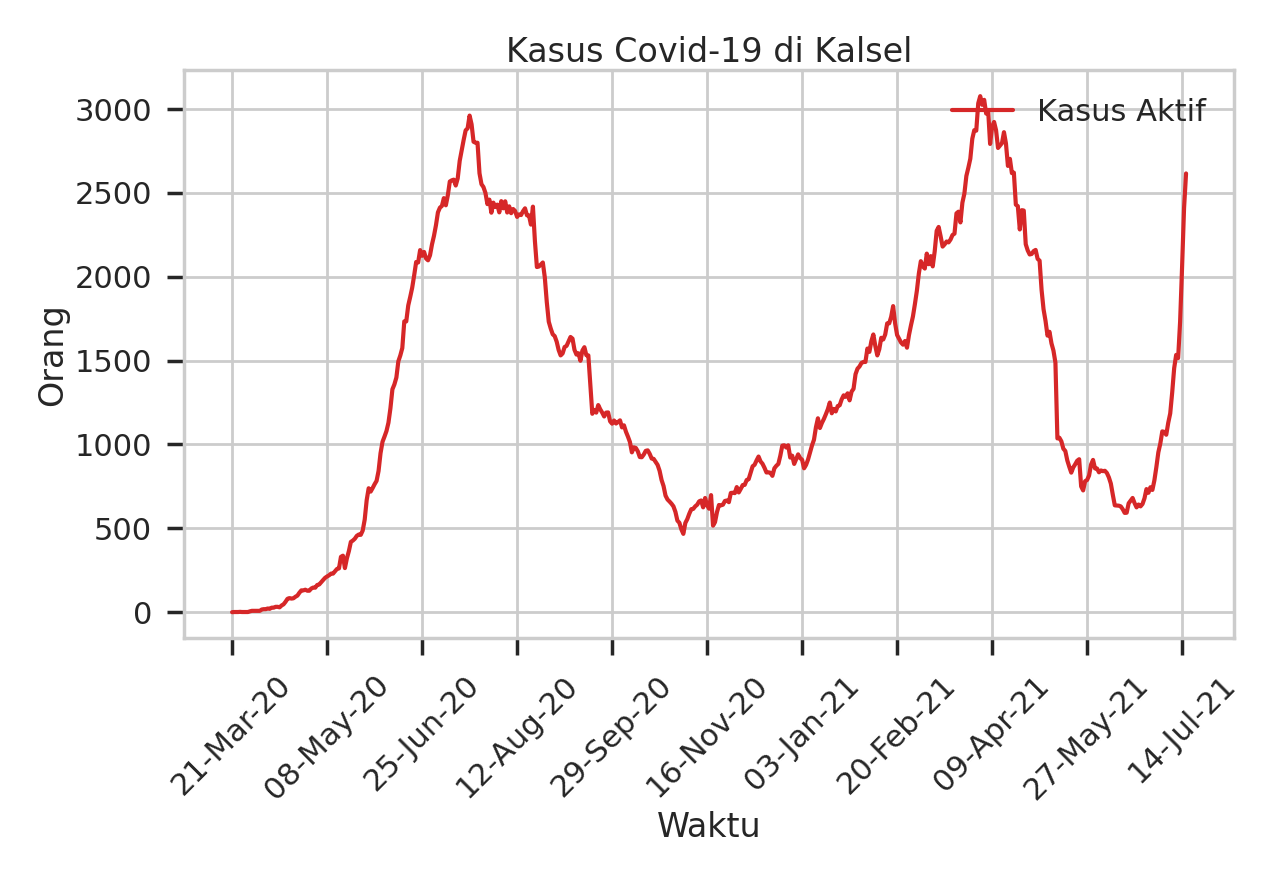 Kasus Covid-19 di Kalsel
Kasus Aktif
3000
2500
2000
1500
1000
500
0
Orang
21-Mar-20
08-May-20
25-Jun-20
12-Aug-20
29-Sep-20
16-Nov-20
03-Jan-21
20-Feb-21
09-Apr-21
27-May-21
14-Jul-21
Waktu